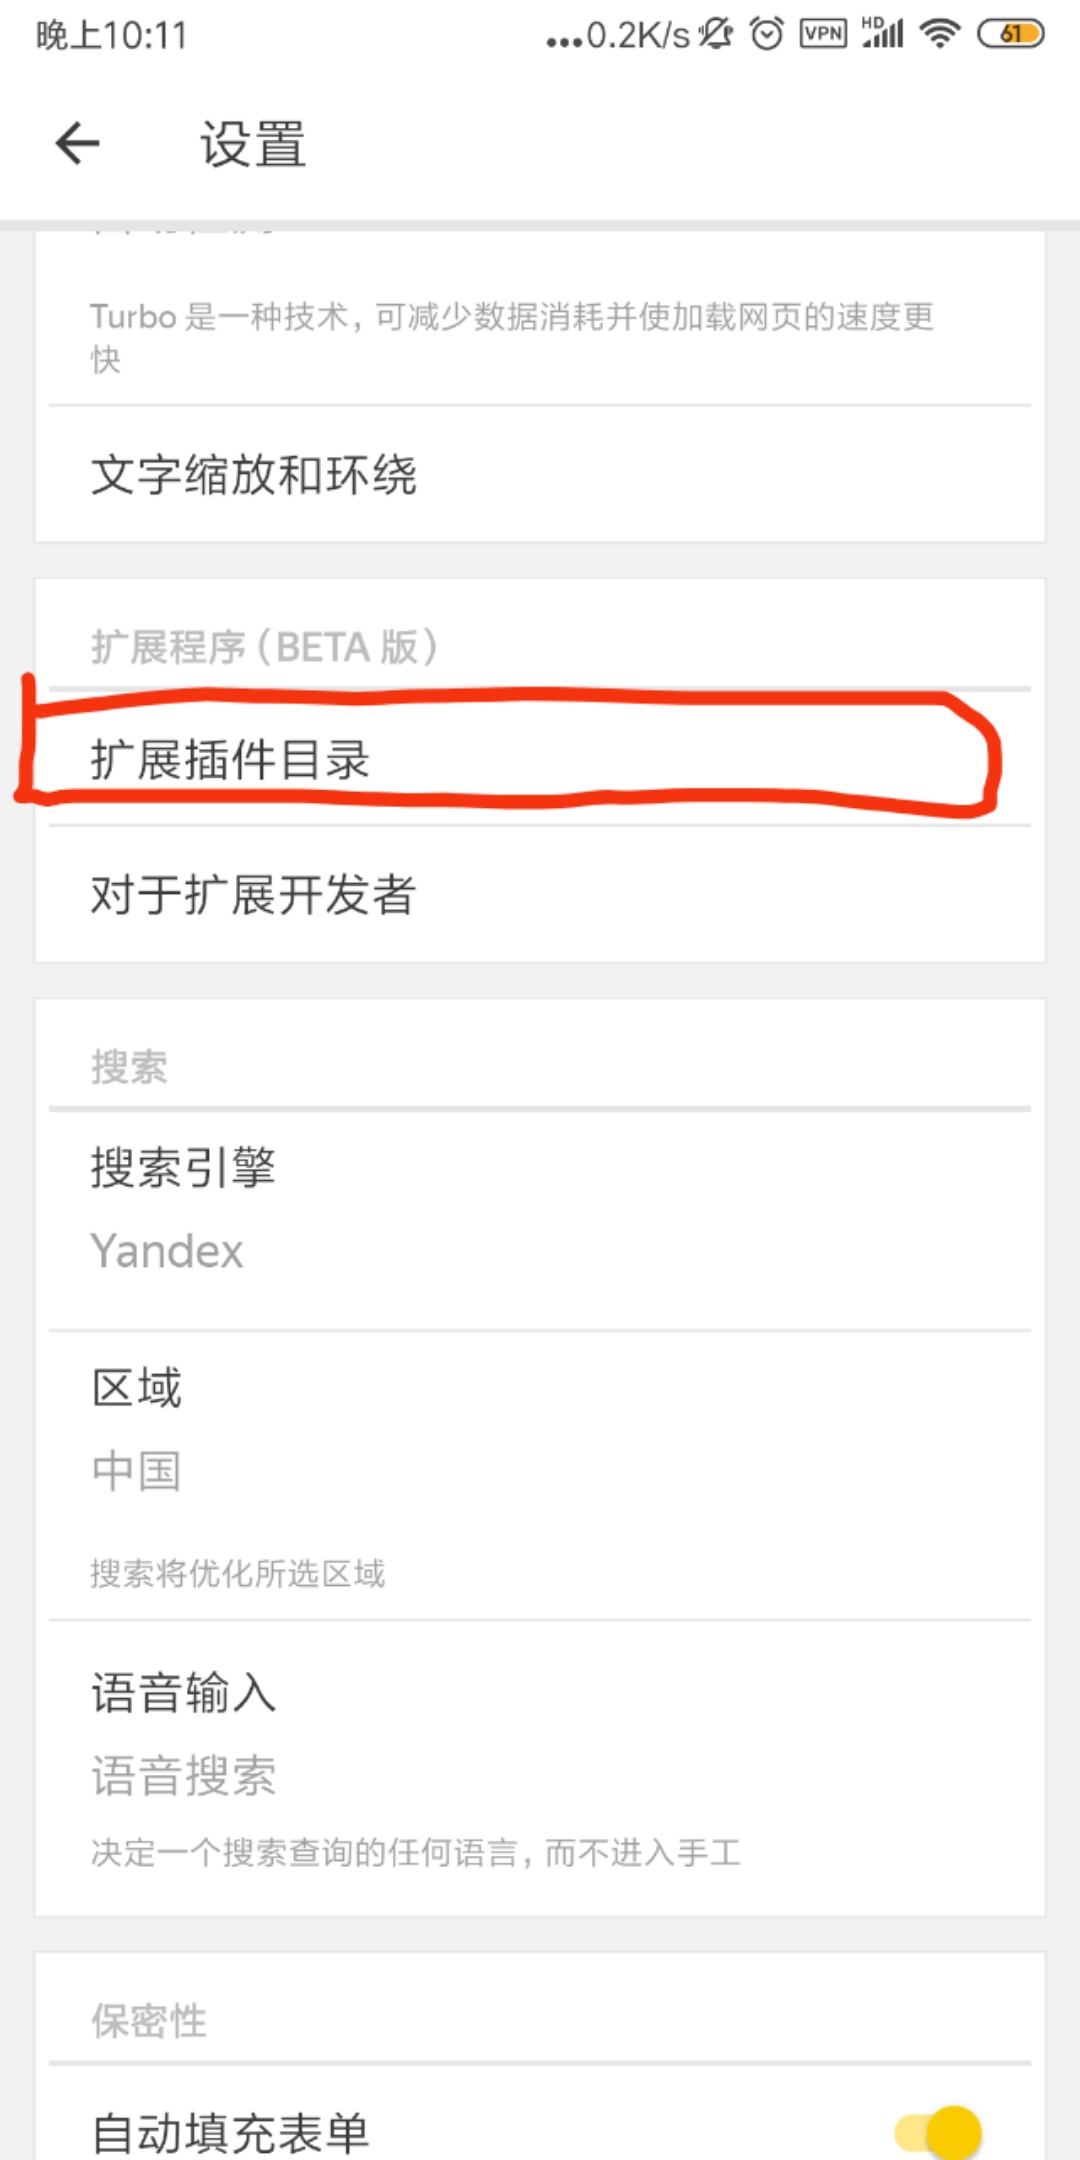 晚上10:11
...0.2K/s VPN HD 61
设置
Turbo 是一种技术，可减少数据消耗并使加载网页的速度更
快
文字缩放和环绕
扩展程序（BETA 版）
扩展插件目录
对于扩展开发者
搜索
搜索引擎
Yandex
区域
中国
搜索将优化所选区域
语音输入
语音搜索
决定一个搜索查询的任何语言，而不进入手工
保密性
自动填充表单